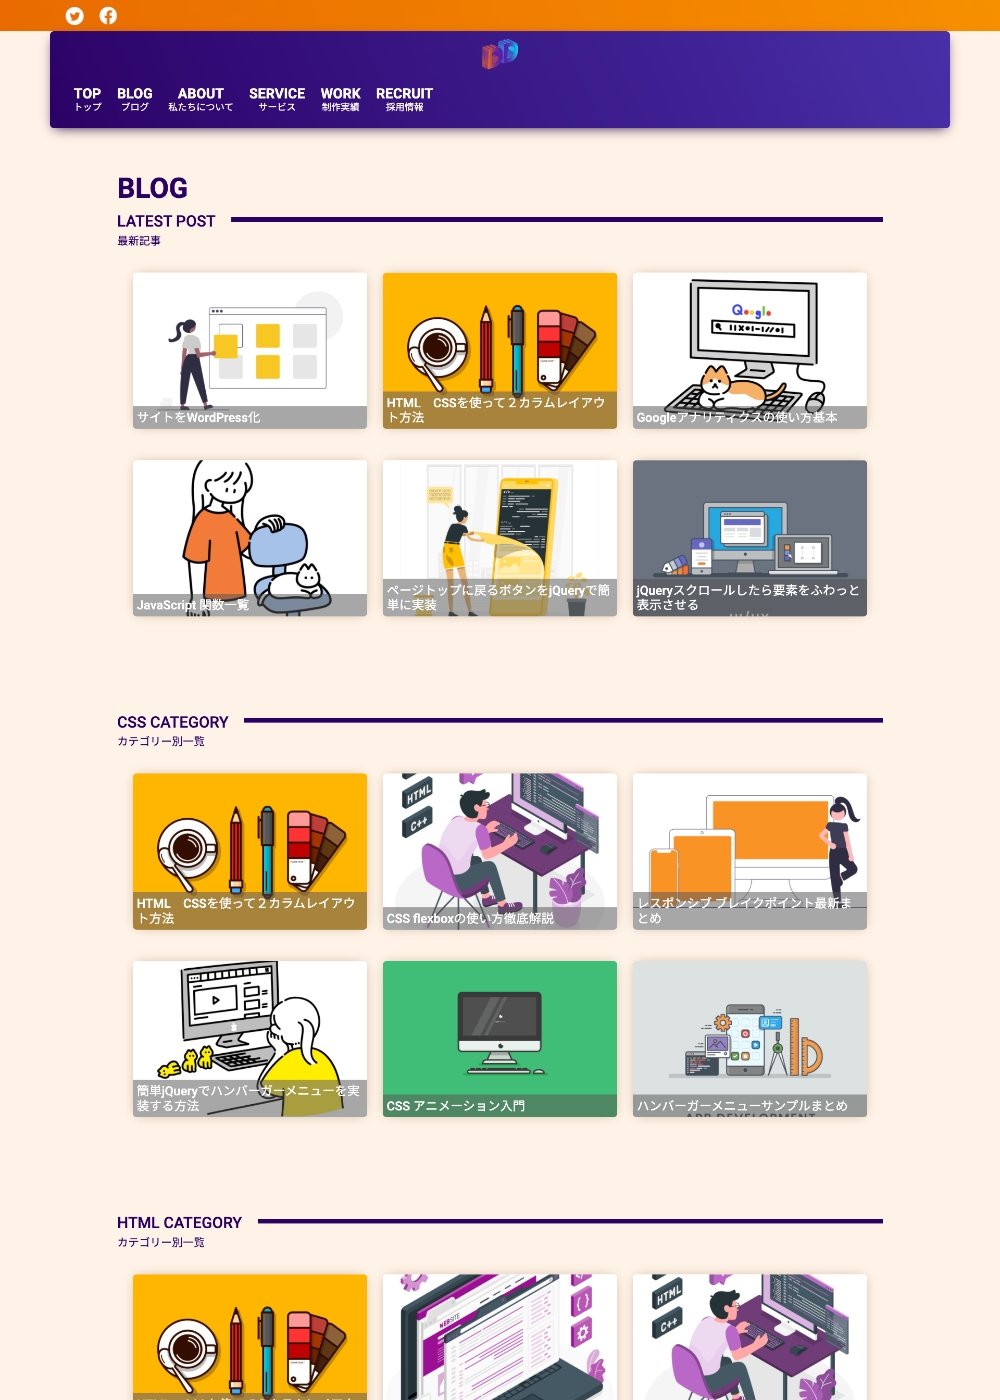 TOP
トップ
BLOG
ブログ
ABOUT
私たちについて
SERVICE
サービス
WORK
制作実績
RECRUIT
採用情報
BLOG
LATEST POST
最新記事
サイトをWordPress化
HTML　CSSを使って２カラムレイアウ
ト方法
Qoogle
Googleアナリティクスの使い方基本
JavaScript 関数一覧
ページトップに戻るボタンをjQueryで簡
単に実装
jQueryスクロールしたら要素をふわっと
表示させる
CSS CATEGORY
カテゴリー別一覧
HTML　CSSを使って２カラムレイアウ
ト方法
HTML
C++
CSS flexboxの使い方徹底解説
レスポンシブ ブレイクポイント最新ま
とめ
簡単jQueryでハンバーガーメニューを実
装する方法
CSS アニメーション入門
ハンバーガーメニューサンプルまとめ
APP DEVELOPMENT
HTML CATEGORY
カテゴリー別一覧
WEBSITE
HTML
C++